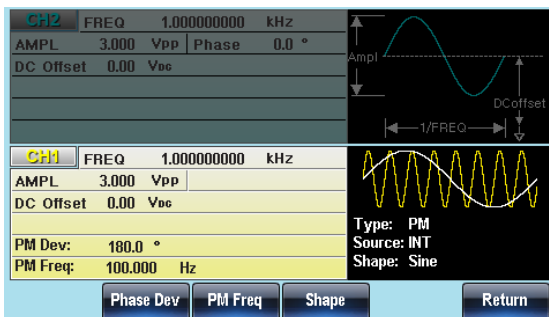 CH2 FREQ 1.000000000 kHz
AMPL 3.000 Vpp Phase 0.0 °
DC Offset 0.00 VDC
Ampl
DCoffset
1/FREQ
CH1 FREQ 1.000000000 kHz
AMPL 3.000 Vpp
DC Offset 0.00 VDC
PM Dev: 180.0 °
PM Freq: 100.000 Hz
Type: PM
Source: INT
Shape: Sine
Phase Dev PM Freq Shape Return